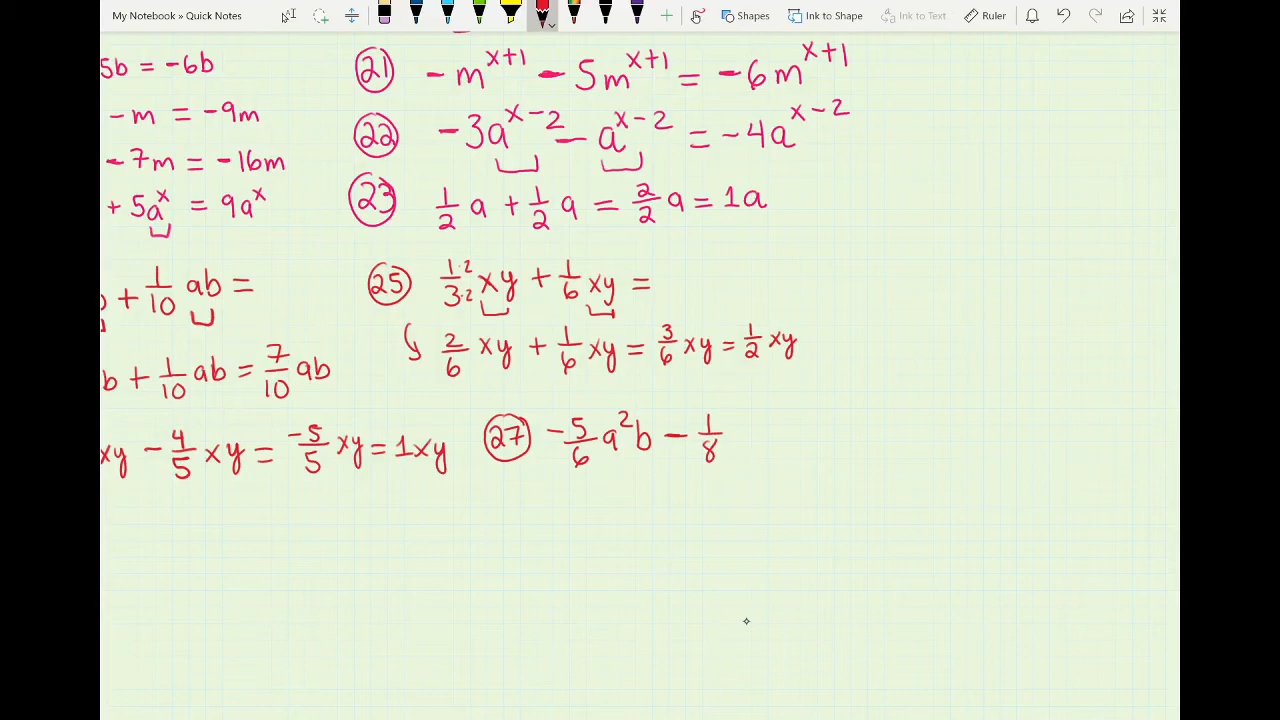 My Notebook » Quick Notes Shapes Ink to Shape Ink to Text Ruler
5b = -6b
- m = -9m
- 7m = -16m
+ 5a^x = 9a^x
+ 1/10 ab =
b + 1/10 ab = 7/10 ab
xy - 4/5 xy = -5/5 xy = 1xy
(21) -m^(x+1) - 5m^(x+1) = -6m^(x+1)
(22) -3a^(x-2) - a^(x-2) = -4a^(x-2)
(23) 1/2 a + 1/2 a = 2/2 a = 1a
(25) 1·2/3·2 xy + 1/6 xy =
2/6 xy + 1/6 xy = 3/6 xy = 1/2 xy
(27) -5/6 a²b - 1/8